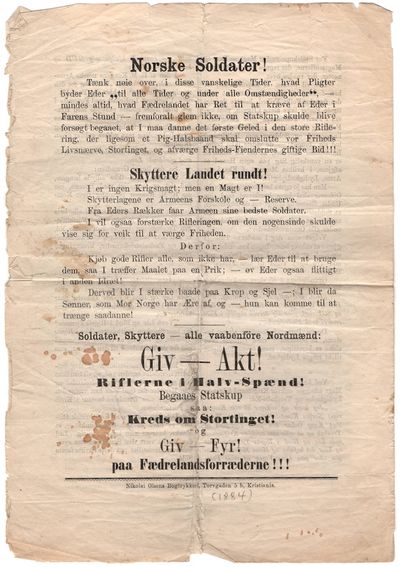 Norske Soldater!
Tænk nøie over, i disse vanskelige Tider, hvad Pligter
byder Eder „til alle Tider og under alle Omstændigheder“, —
mindes altid, hvad Fædrelandet har Ret til at kræve af Eder i
Farens Stund — fremforalt glem ikke, om Statskup skulde blive
forsøgt begaaet, at I maa danne det første Geled i den store Rifle-
ring, der ligesom et Pig-Halsbaand skal omslutte vor Friheds
Livsnærve, Stortinget, og afværge Friheds-Fiendernes giftige Bid!!!
Skyttere Landet rundt!
I er ingen Krigsmagt; men en Magt er I!
Skytterlagene er Armeens Forskole og — Reserve.
Fra Eders Rækker faar Armeen sine bedste Soldater.
I vil ogsaa forstærke Rifleringen, om den nogensinde skulde
vise sig for veik til at værge Friheden.
Derfor:
Kjøb gode Rifler alle, som ikke har, — lær Eder til at bruge
dem, saa I træffer Maalet paa en Prik; — øv Eder ogsaa flittigt
i anden Idræt!
Derved blir I stærke baade paa Krop og Sjel —; I blir da
Sønner, som Mor Norge har Ære af, og — hun kan komme til at
trænge saadanne!
Soldater, Skyttere — alle vaabenføre Nordmænd:
Giv — Akt!
Riflerne i Halv-Spænd!
Begaaes Statskup
saa:
Kreds om Stortinget!
og
Giv — Fyr!
paa Fædrelandsforræderne!!!
Nikolai Olsens Bogtrykkeri, Torvgaden 5 b, Kristiania.
(1884)